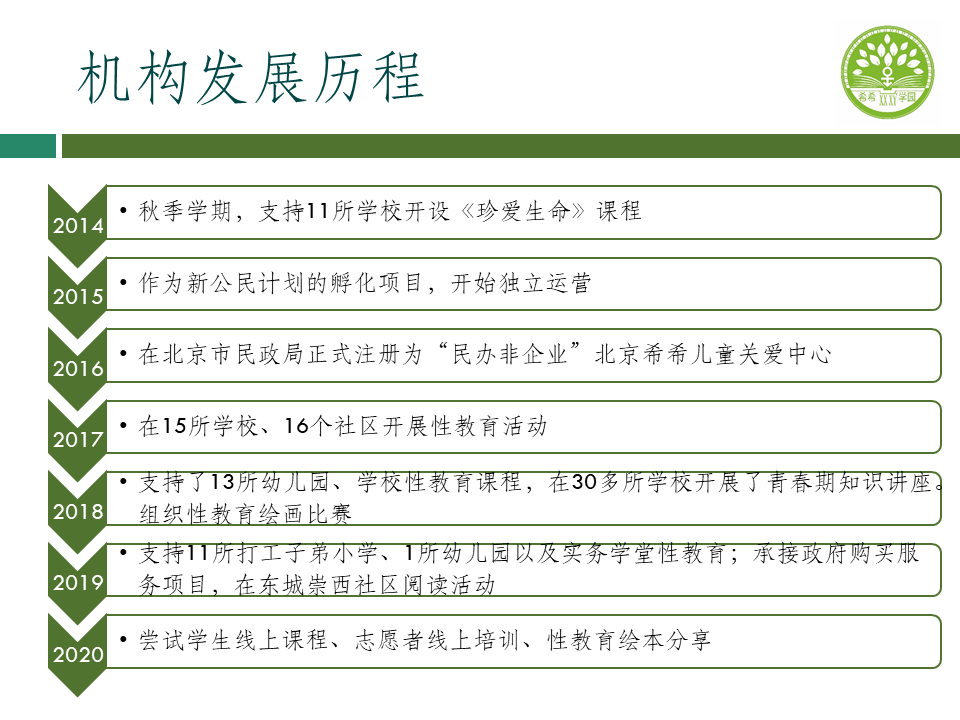 机构发展历程
希希 学园
2014
• 秋季学期，支持11所学校开设《珍爱生命》课程
2015
• 作为新公民计划的孵化项目，开始独立运营
2016
• 在北京市民政局正式注册为“民办非企业”北京希希儿童关爱中心
2017
• 在15所学校、16个社区开展性教育活动
2018
• 支持了13所幼儿园、学校性教育课程，在30多所学校开展了青春期知识讲座。
组织性教育绘画比赛
2019
• 支持11所打工子弟小学、1所幼儿园以及实务学堂性教育；承接政府购买服
务项目，在东城崇西社区阅读活动
2020
• 尝试学生线上课程、志愿者线上培训、性教育绘本分享